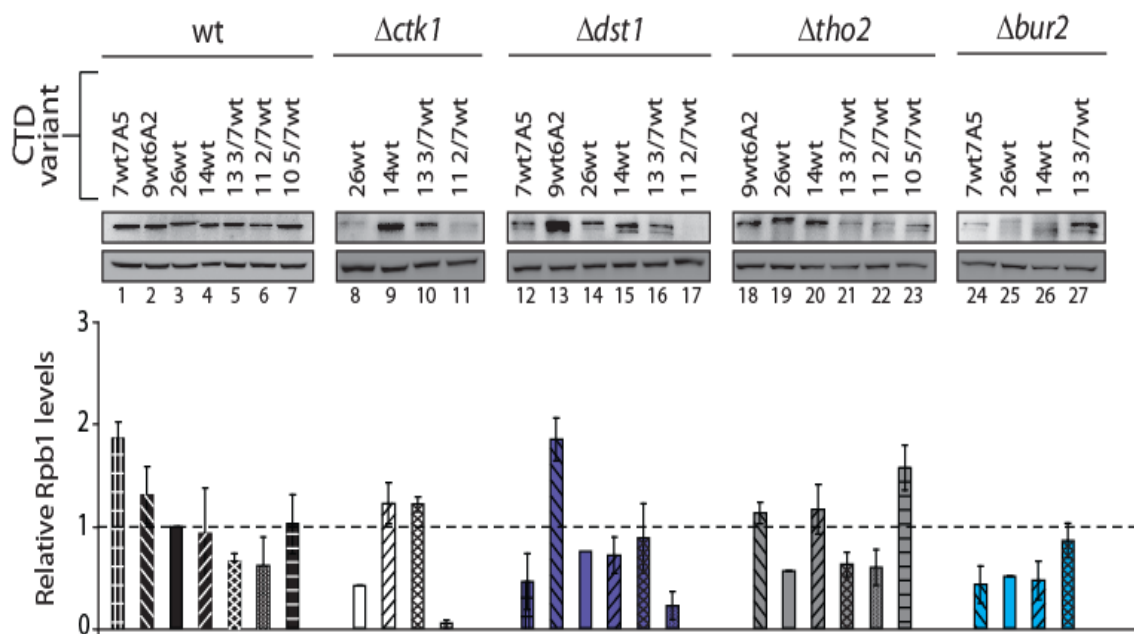 wt Δctk1 Δdst1 Δtho2 Δbur2
CTD variant
7wt7A5 9wt6A2 26wt 14wt 13 3/7wt 11 2/7wt 10 5/7wt 26wt 14wt 13 3/7wt 11 2/7wt 7wt7A5 9wt6A2 26wt 14wt 13 3/7wt 11 2/7wt 9wt6A2 26wt 14wt 13 3/7wt 11 2/7wt 10 5/7wt 7wt7A5 26wt 14wt 13 3/7wt
1 2 3 4 5 6 7 8 9 10 11 12 13 14 15 16 17 18 19 20 21 22 23 24 25 26 27
Relative Rpb1 levels
3
2
1
0